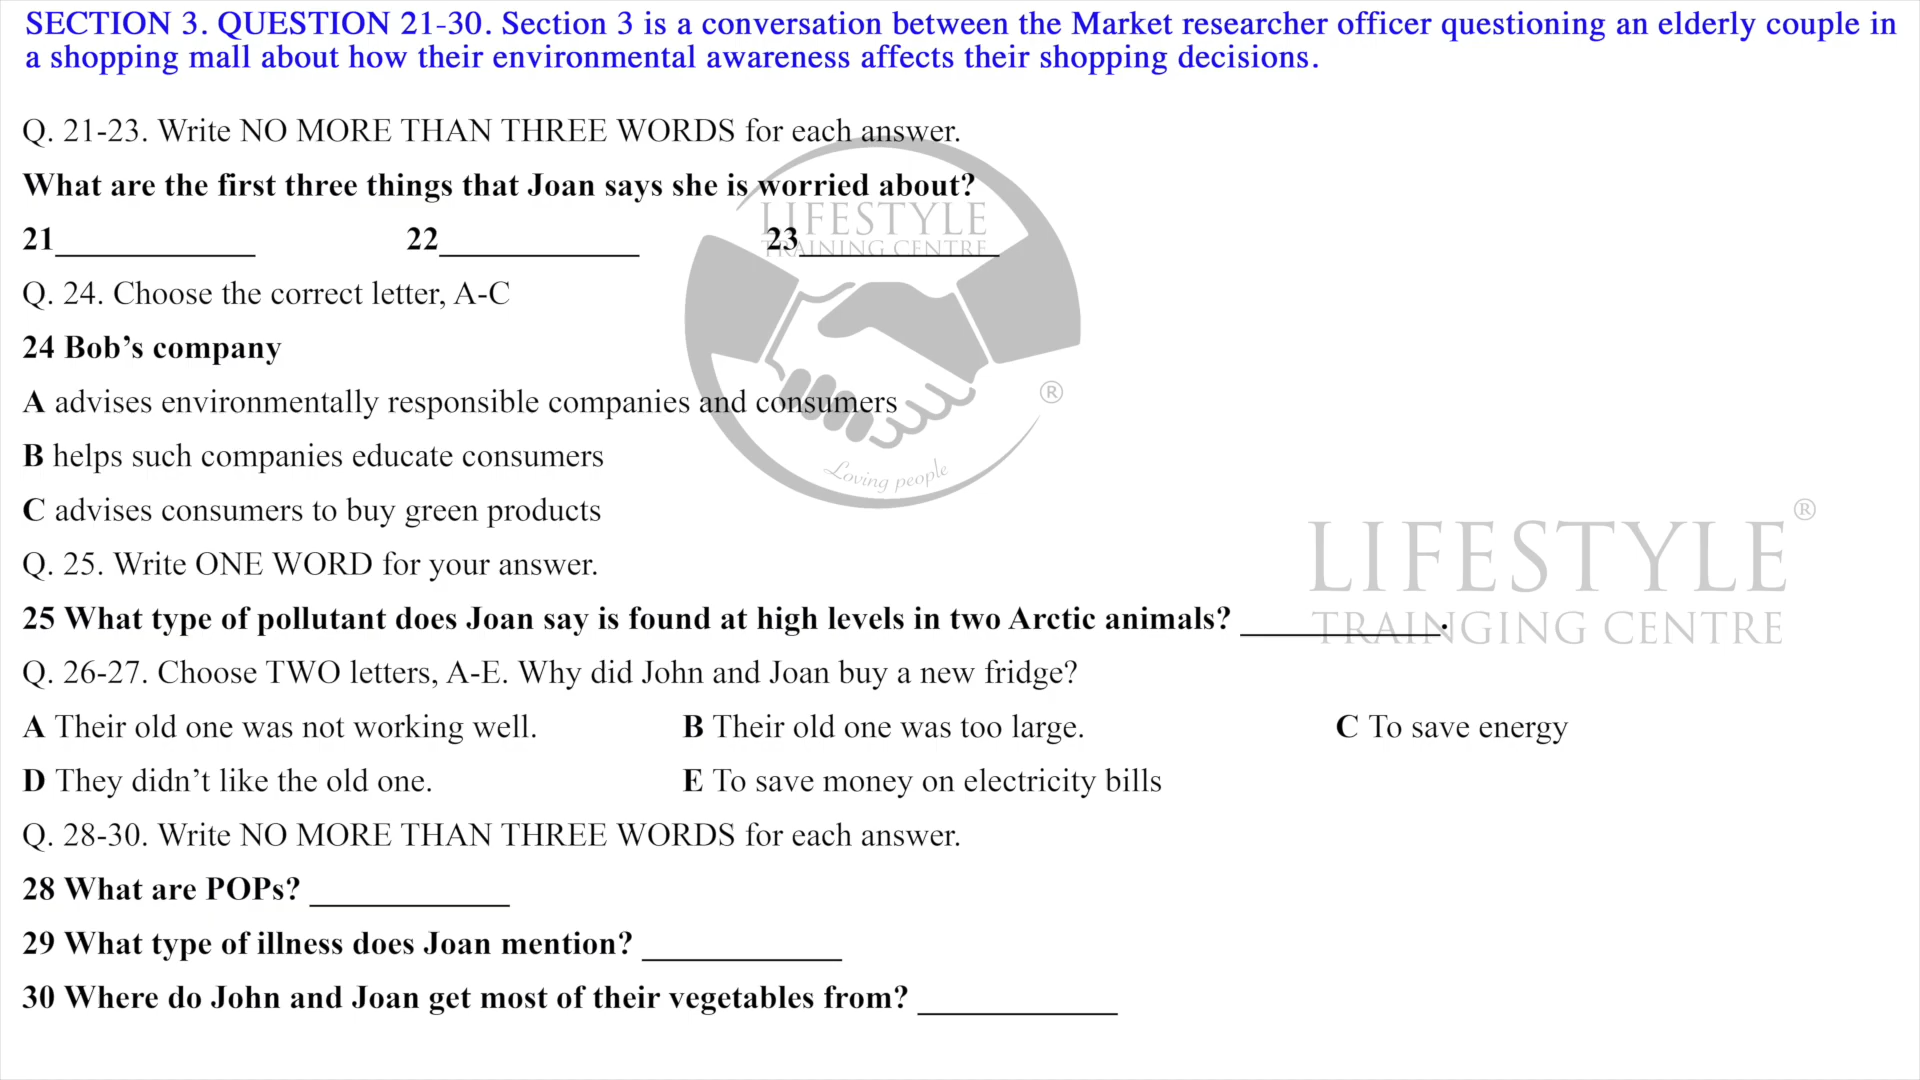 SECTION 3. QUESTION 21-30. Section 3 is a conversation between the Market researcher officer questioning an elderly couple in
a shopping mall about how their environmental awareness affects their shopping decisions.
Q. 21-23. Write NO MORE THAN THREE WORDS for each answer.
What are the first three things that Joan says she is worried about?
LIFESTYLE
21____________ 22____________ 23____________
TRAINING CENTRE
Q. 24. Choose the correct letter, A-C
24 Bob’s company
A advises environmentally responsible companies and consumers
®
B helps such companies educate consumers
Loving people
C advises consumers to buy green products
®
LIFESTYLE
Q. 25. Write ONE WORD for your answer.
25 What type of pollutant does Joan say is found at high levels in two Arctic animals? ____________.
TRAINGING CENTRE
Q. 26-27. Choose TWO letters, A-E. Why did John and Joan buy a new fridge?
A Their old one was not working well. B Their old one was too large. C To save energy
D They didn’t like the old one. E To save money on electricity bills
Q. 28-30. Write NO MORE THAN THREE WORDS for each answer.
28 What are POPs? ____________
29 What type of illness does Joan mention? ____________
30 Where do John and Joan get most of their vegetables from? ____________